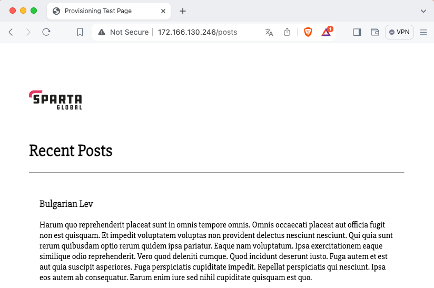 Provisioning Test Page
Not Secure 172.166.130.246/posts
VPN
SPARTA
GLOBAL
Recent Posts
Bulgarian Lev
Harum quo reprehenderit placeat sunt in omnis tempore omnis. Omnis occaecati placeat aut officia fugit
non est quisquam. Et impedit voluptatem voluptas non provident delectus nesciunt nesciunt. Qui quia sunt
rerum quibusdam optio rerum quidem ipsa pariatur. Eaque nam voluptatum. Ipsa exercitationem eaque
similique odio reprehenderit. Vero quod deleniti cumque. Quod incidunt deserunt iusto. Fuga autem et est
aut quia suscipit asperiores. Fuga perspiciatis cupiditate impedit. Repellat perspiciatis qui nesciunt. Ipsa
eos autem ab consequatur. Earum enim iure sed nihil cupiditate quisquam est quo.